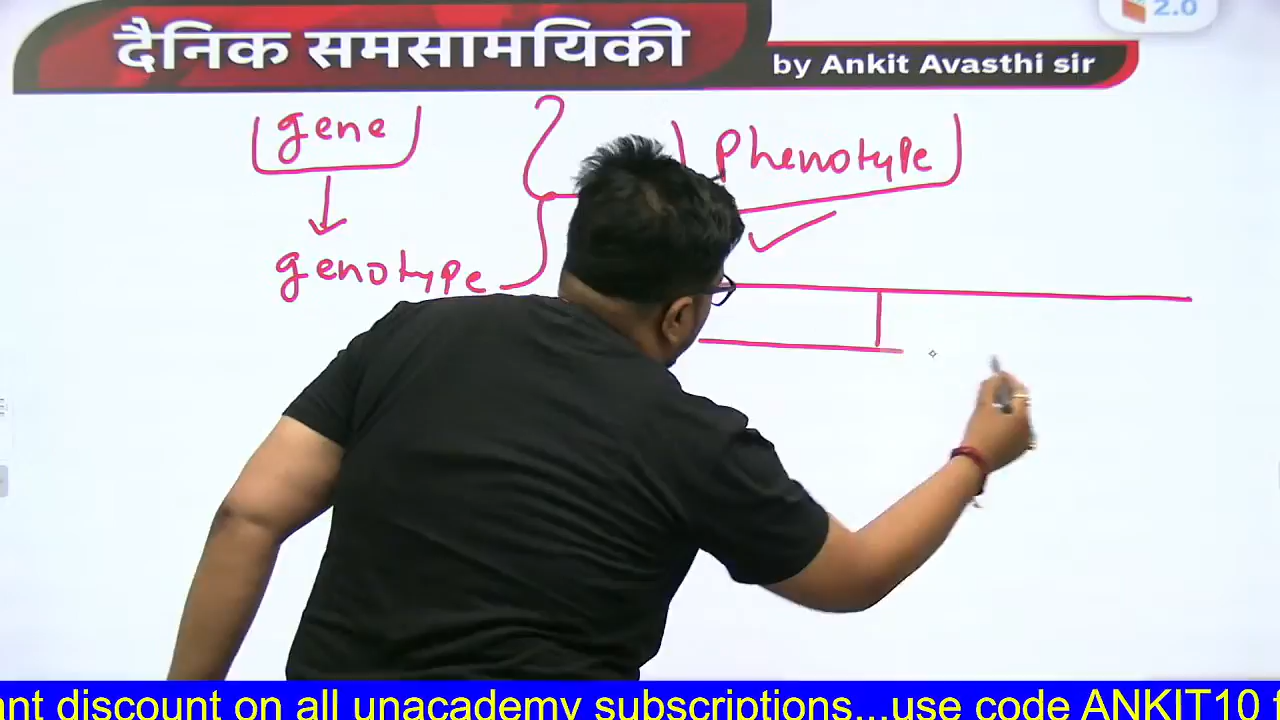 दैनिक समसामयिकी
by Ankit Avasthi sir
2.0
gene
Phenotype
genotype
ant discount on all unacademy subscriptions...use code ANKIT10 f